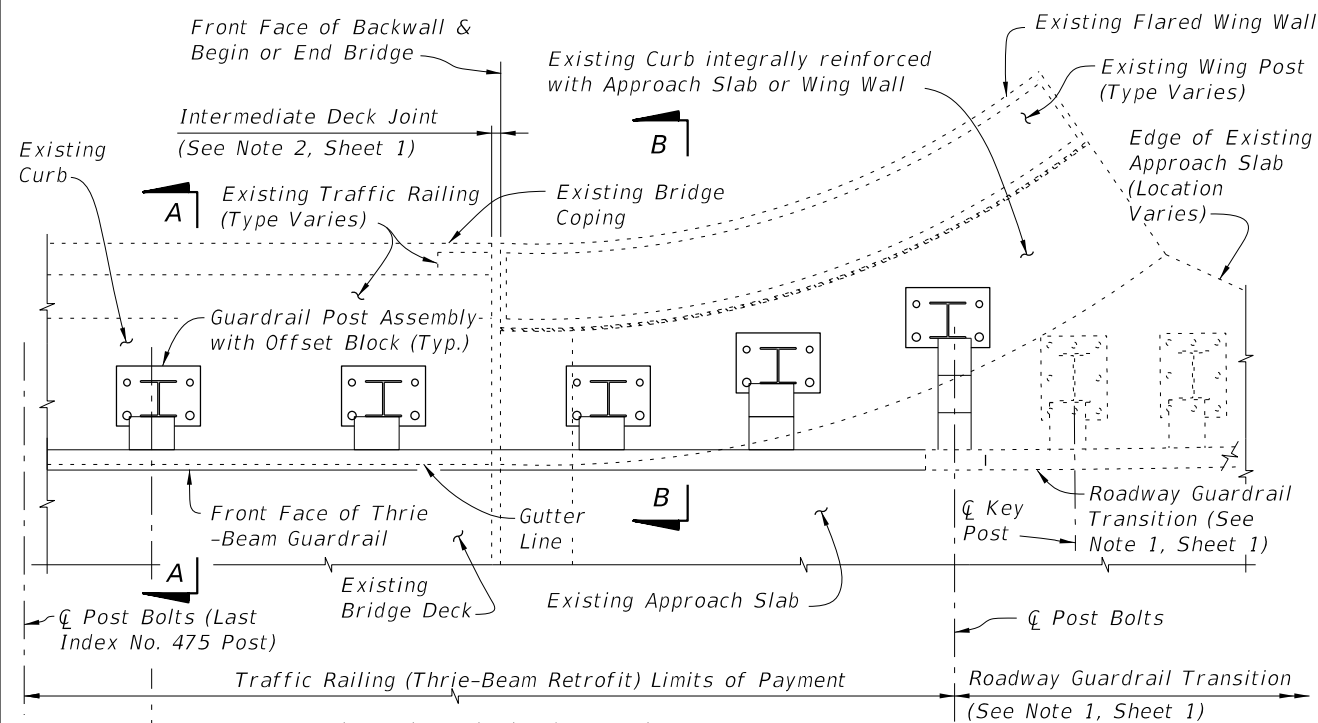 Front Face of Backwall &
Begin or End Bridge
Existing Flared Wing Wall
Existing Curb integrally reinforced
with Approach Slab or Wing Wall
Existing Wing Post
(Type Varies)
Intermediate Deck Joint
(See Note 2, Sheet 1)
B
Edge of Existing
Approach Slab
(Location
Varies)
Existing
Curb
A
Existing Traffic Railing
(Type Varies)
Existing Bridge
Coping
Guardrail Post Assembly
with Offset Block (Typ.)
Front Face of Thrie
-Beam Guardrail
Gutter
Line
B
℄ Key
Post
Roadway Guardrail
Transition (See
Note 1, Sheet 1)
A
Existing
Bridge Deck
Existing Approach Slab
℄ Post Bolts (Last
Index No. 475 Post)
℄ Post Bolts
Traffic Railing (Thrie-Beam Retrofit) Limits of Payment
Roadway Guardrail Transition
(See Note 1, Sheet 1)